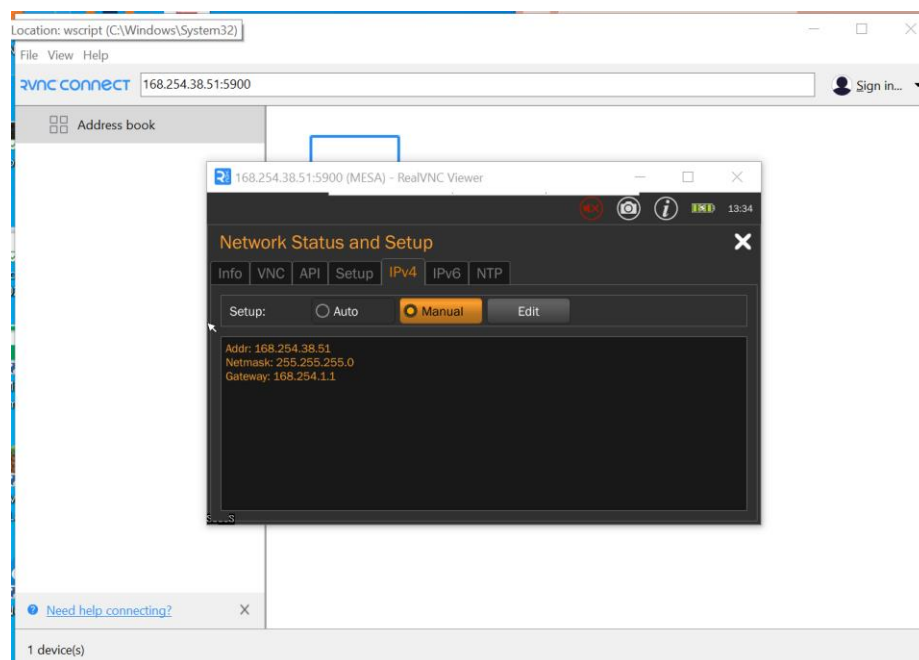 Location: wscript (C:\Windows\System32)
File View Help
RVNC CONNECT 168.254.38.51:5900 Sign in...
Address book
168.254.38.51:5900 (MESA) - RealVNC Viewer
13:34
Network Status and Setup
Info VNC API Setup IPv4 IPv6 NTP
Setup: Auto Manual Edit
Addr: 168.254.38.51
Netmask: 255.255.255.0
Gateway: 168.254.1.1
Need help connecting?
1 device(s)